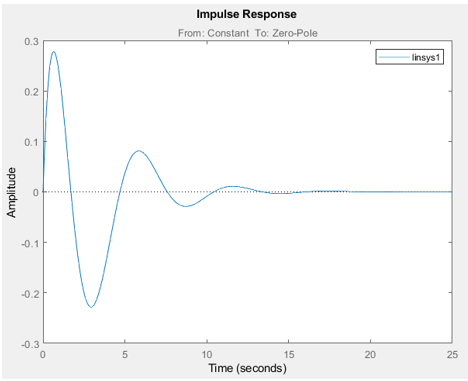 Impulse Response
From: Constant To: Zero-Pole
linsys1
0.3
0.2
0.1
0
-0.1
-0.2
-0.3
Amplitude
0 5 10 15 20 25
Time (seconds)